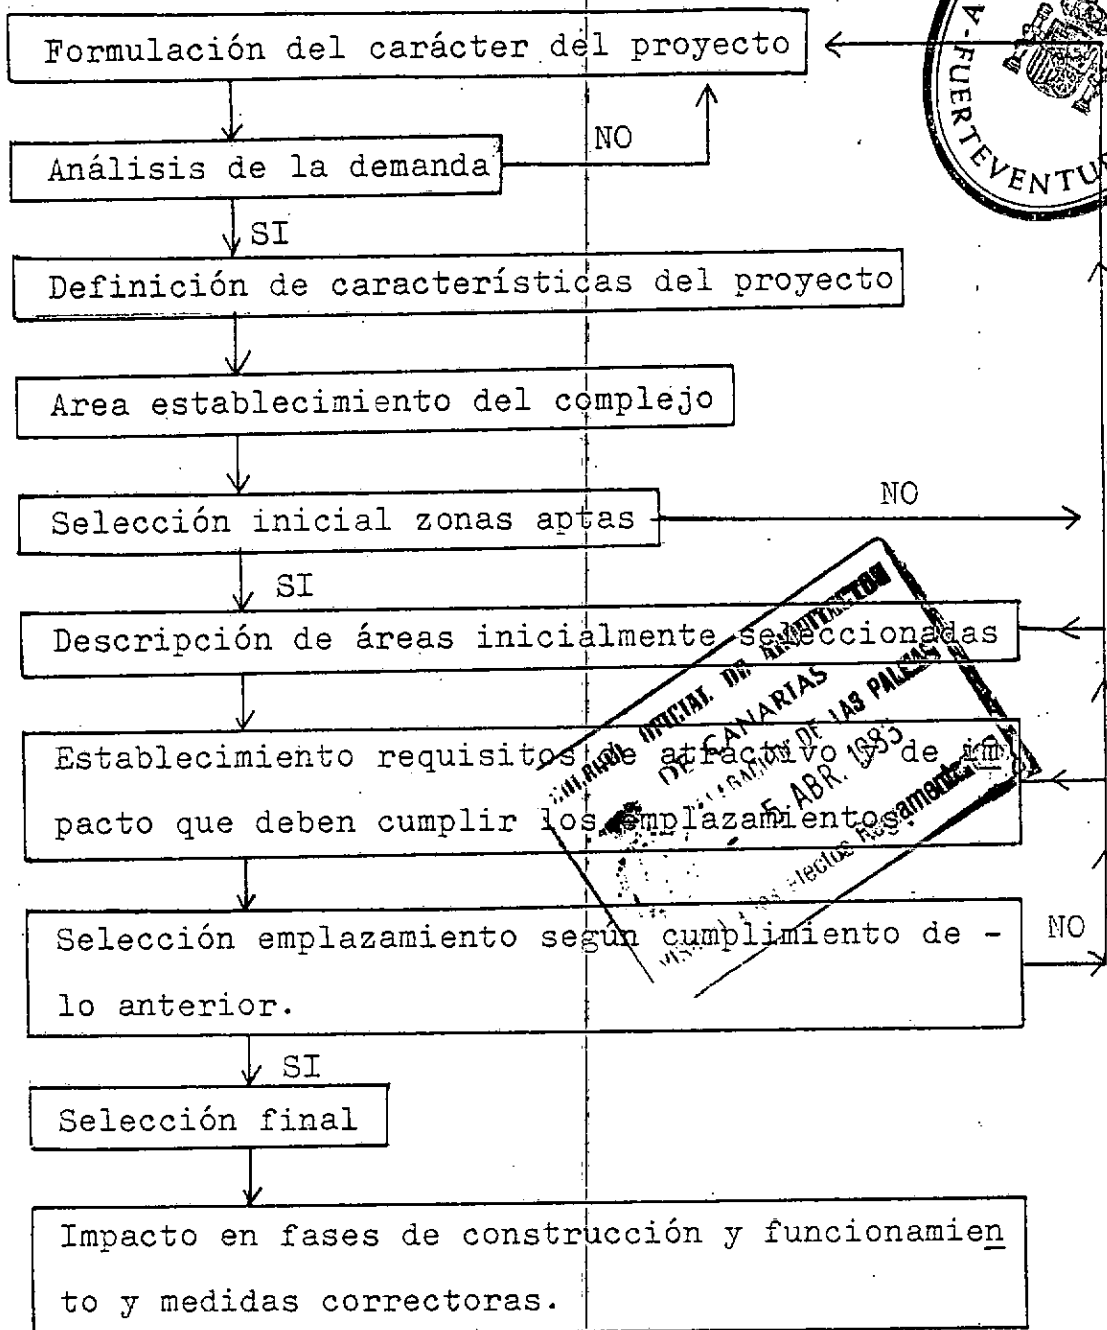 Formulación del carácter del proyecto
A-FUERTEVENTU
NO
Análisis de la demanda
SI
Definición de características del proyecto
Area establecimiento del complejo
Selección inicial zonas aptas
NO
SI
Descripción de áreas inicialmente seleccionadas
OFICIAL DE ARQUITECTOS
DE CANARIAS
DE LAS PALMAS
5 ABR. 1983
Establecimiento requisitos de atractivo y de im
pacto que deben cumplir los emplazamientos
Selección emplazamiento según cumplimiento de -
lo anterior.
NO
SI
Selección final
Impacto en fases de construcción y funcionamien
to y medidas correctoras.